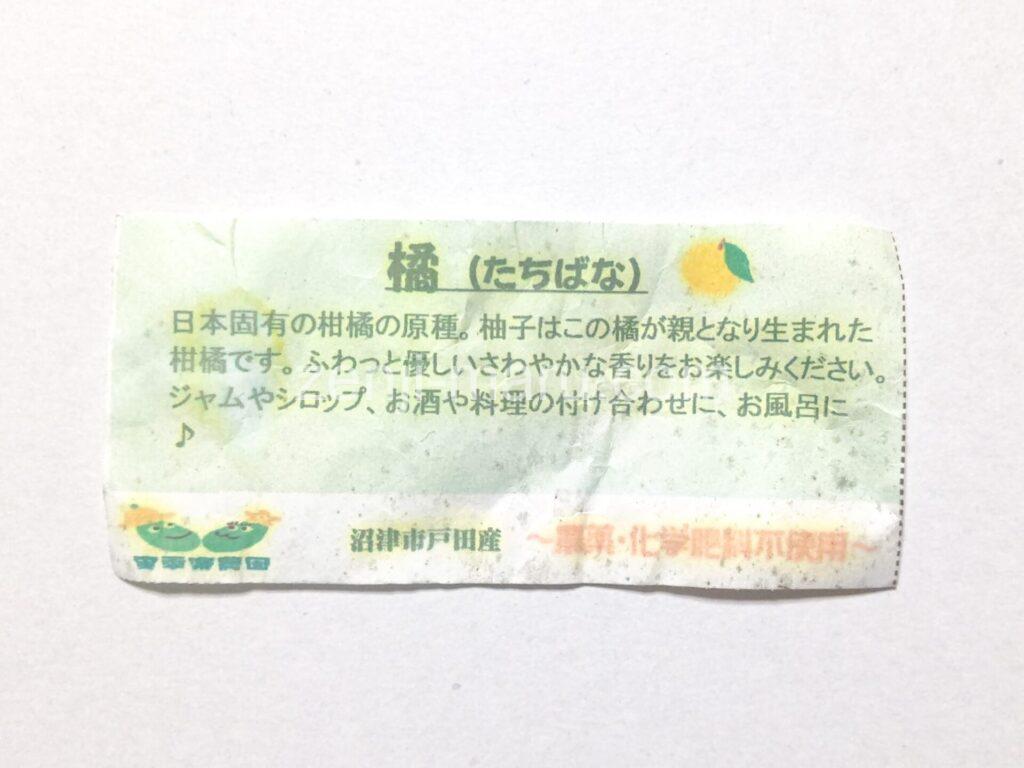 橘 (たちばな)
日本固有の柑橘の原種。柚子はこの橘が親となり生まれた
柑橘です。ふわっと優しいさわやかな香りをお楽しみください。
ジャムやシロップ、お酒や料理の付け合わせに、お風呂に
♪
沼津市戸田産
～農薬・化学肥料不使用～